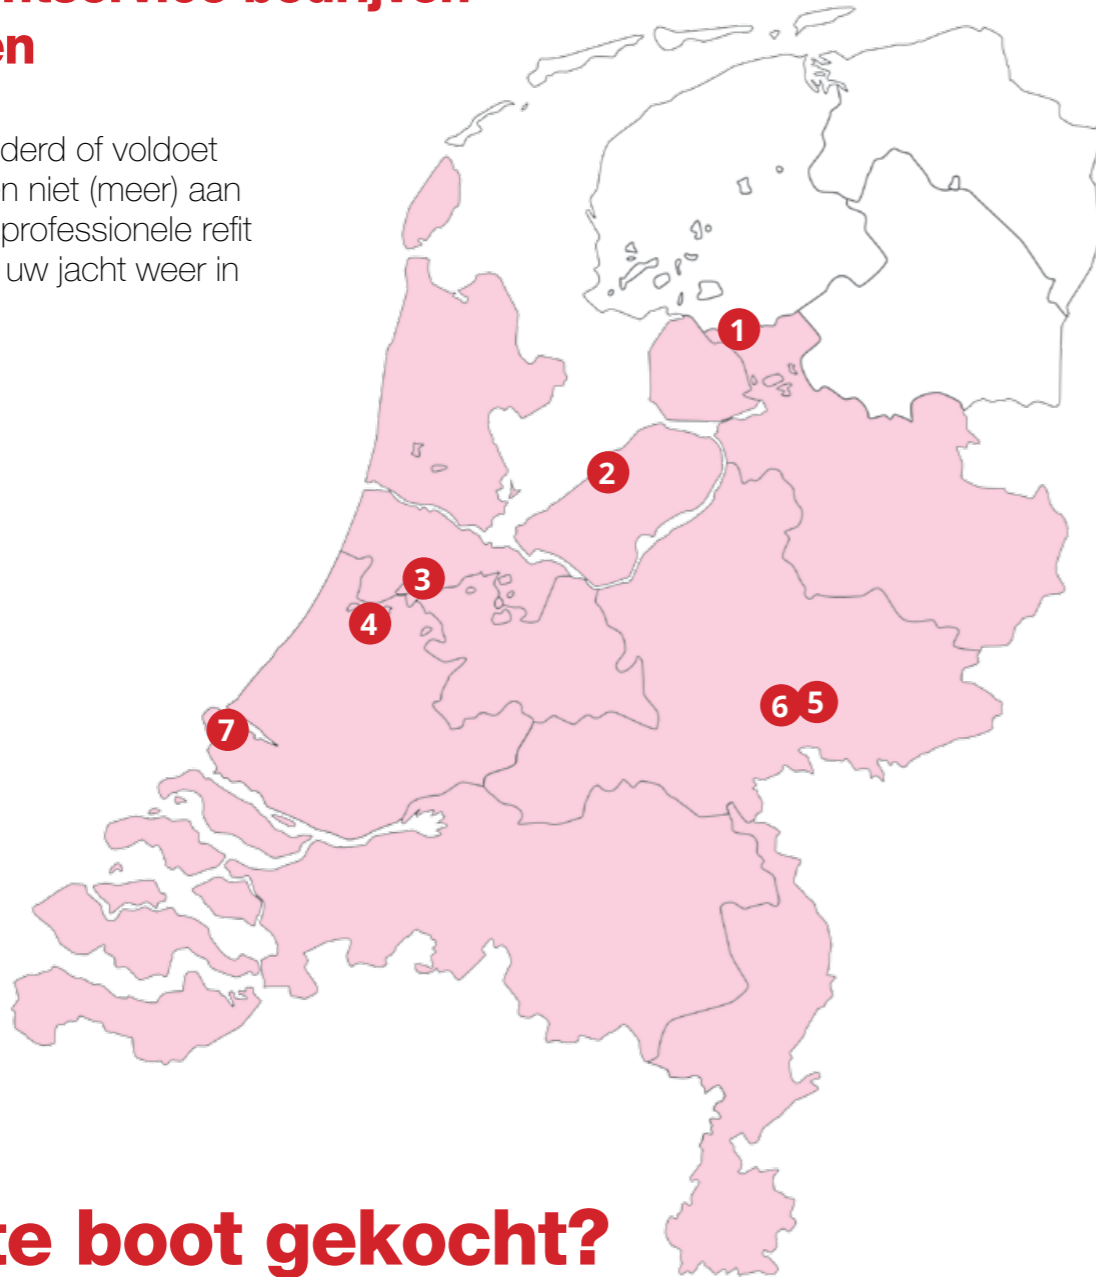 bedrijven
en
derd of voldoet
n niet (meer) aan
professionele refit
uw jacht weer in
1
2
3
4
6 5
7
te boot gekocht?